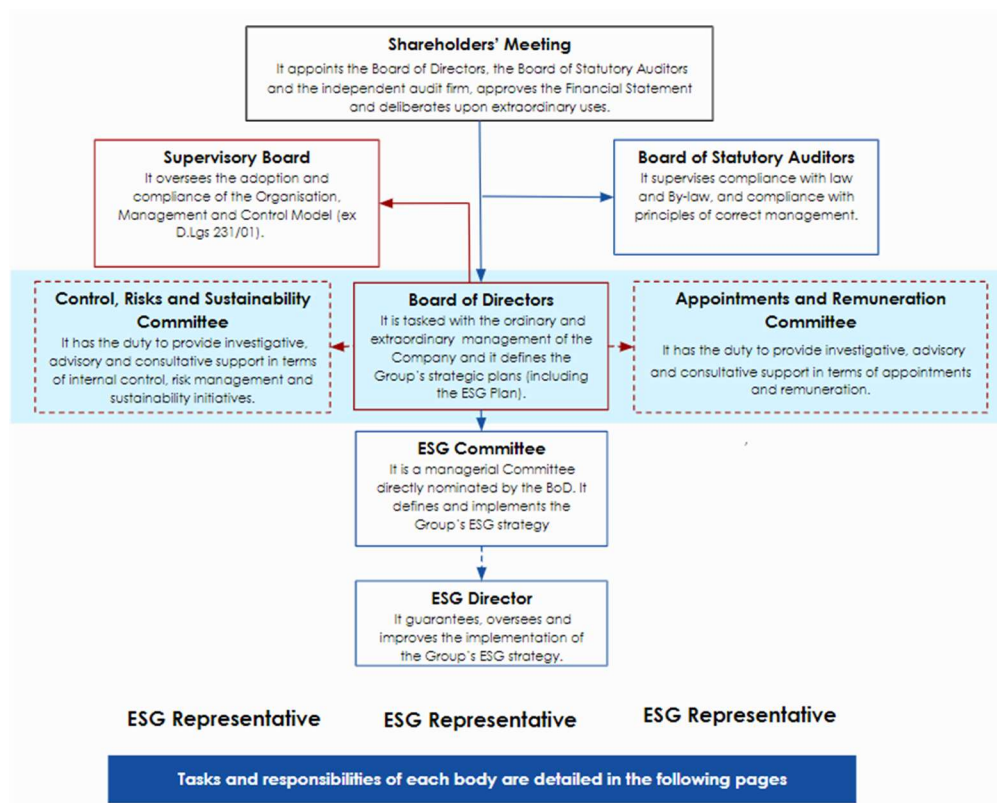 Shareholders' Meeting
It appoints the Board of Directors, the Board of Statutory Auditors
and the independent audit firm, approves the Financial Statement
and deliberates upon extraordinary uses.
Supervisory Board
It oversees the adoption and
compliance of the Organisation,
Management and Control Model (ex
D.Lgs 231/01).
Board of Statutory Auditors
It supervises compliance with law
and By-law, and compliance with
principles of correct management.
Control, Risks and Sustainability
Committee
It has the duty to provide investigative,
advisory and consultative support in terms
of internal control, risk management and
sustainability initiatives.
Board of Directors
It is tasked with the ordinary and
extraordinary management of the
Company and it defines the
Group's strategic plans (including
the ESG Plan).
Appointments and Remuneration
Committee
It has the duty to provide investigative, advisory
and consultative support in terms of appointments
and remuneration.
ESG Committee
It is a managerial Committee
directly nominated by the BoD. It
defines and implements the
Group's ESG strategy
ESG Director
It guarantees, oversees and
improves the implementation of
the Group's ESG strategy.
ESG Representative
ESG Representative
ESG Representative
Tasks and responsibilities of each body are detailed in the following pages